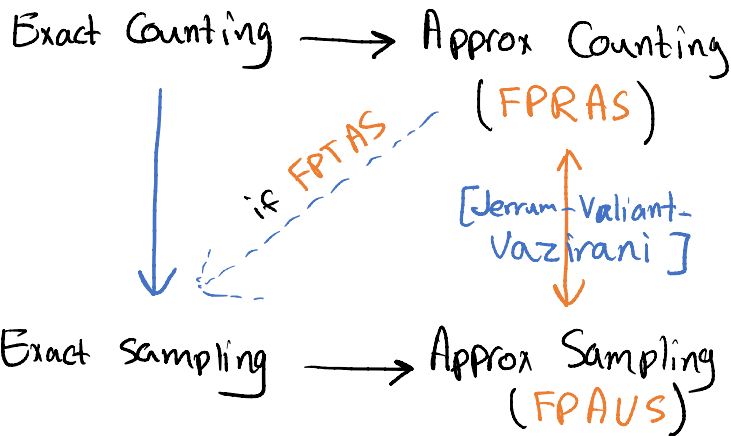 Exact Counting
Approx Counting
(FPRAS)
if FPTAS
[Jerrum-Valiant-
Vazirani]
Exact Sampling
Approx Sampling
(FPAUS)